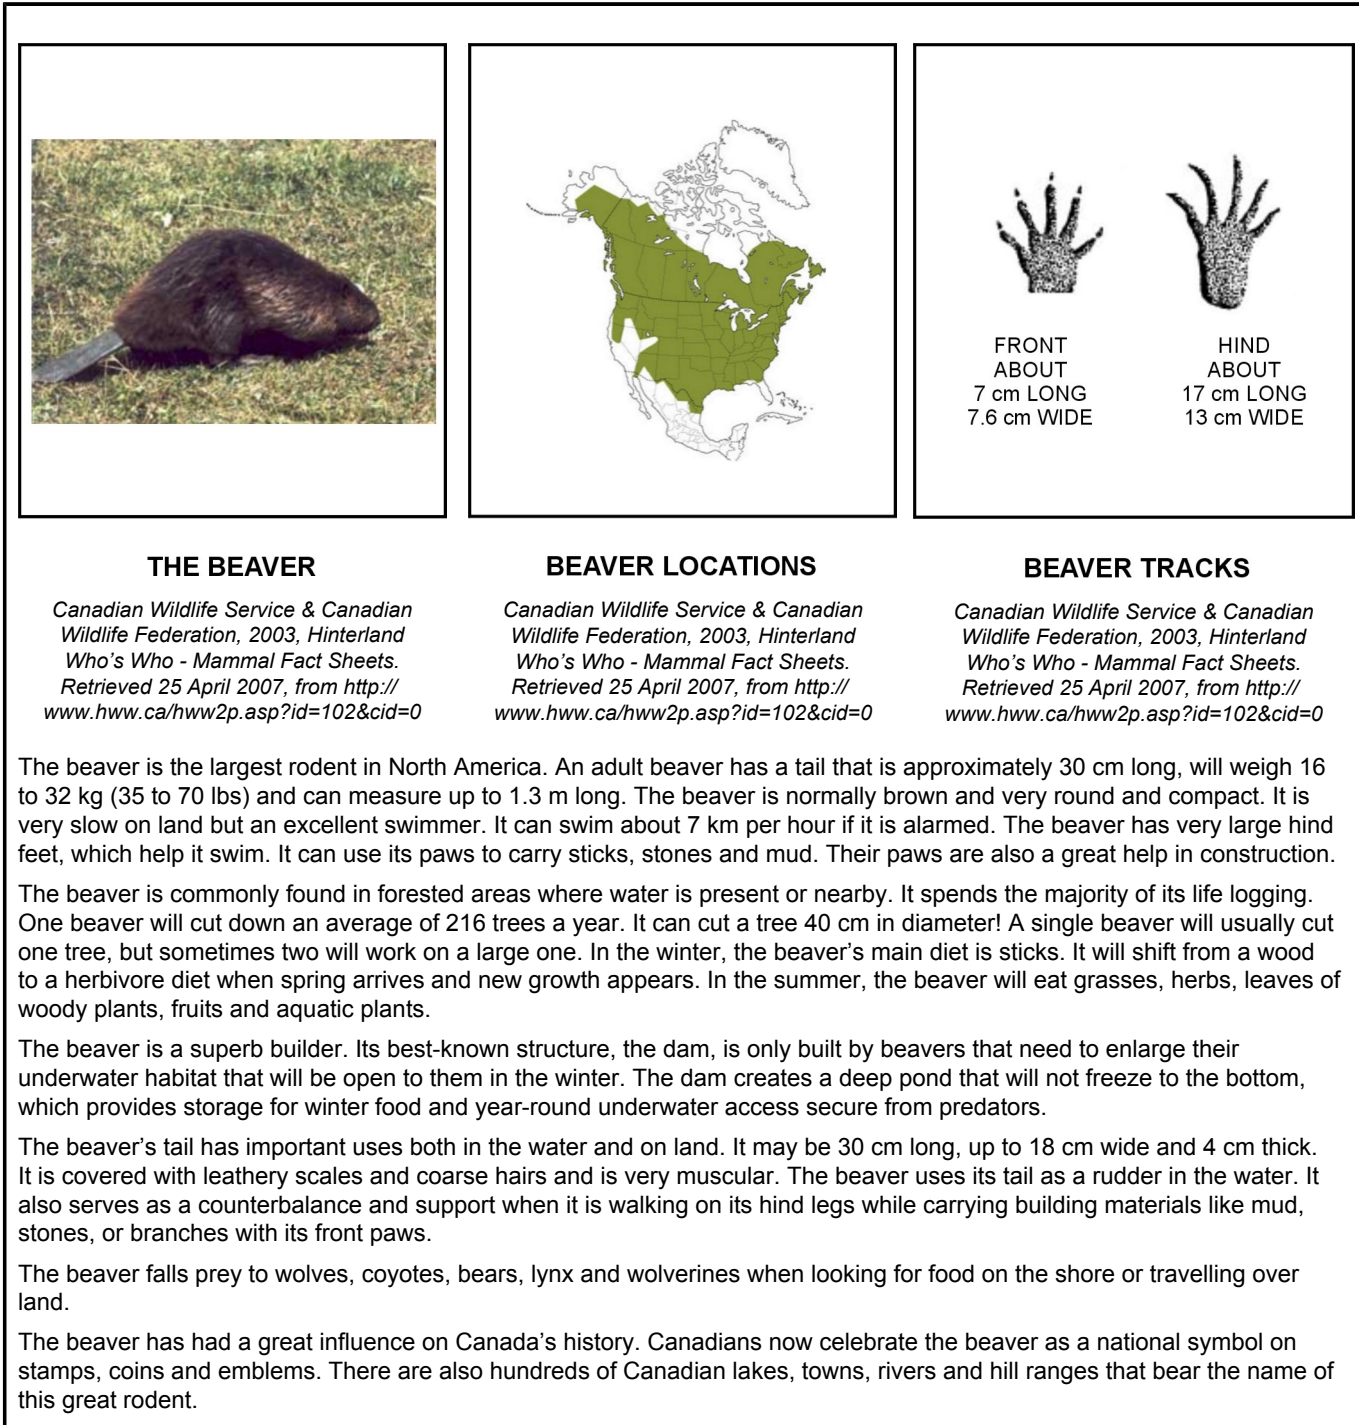 FRONT
ABOUT
7 cm LONG
7.6 cm WIDE
HIND
ABOUT
17 cm LONG
13 cm WIDE
THE BEAVER
Canadian Wildlife Service & Canadian
Wildlife Federation, 2003, Hinterland
Who's Who - Mammal Fact Sheets.
Retrieved 25 April 2007, from http://
www.hww.ca/hww2p.asp?id=102&cid=0
BEAVER LOCATIONS
Canadian Wildlife Service & Canadian
Wildlife Federation, 2003, Hinterland
Who's Who - Mammal Fact Sheets.
Retrieved 25 April 2007, from http://
www.hww.ca/hww2p.asp?id=102&cid=0
BEAVER TRACKS
Canadian Wildlife Service & Canadian
Wildlife Federation, 2003, Hinterland
Who's Who - Mammal Fact Sheets.
Retrieved 25 April 2007, from http://
www.hww.ca/hww2p.asp?id=102&cid=0
The beaver is the largest rodent in North America. An adult beaver has a tail that is approximately 30 cm long, will weigh 16
to 32 kg (35 to 70 lbs) and can measure up to 1.3 m long. The beaver is normally brown and very round and compact. It is
very slow on land but an excellent swimmer. It can swim about 7 km per hour if it is alarmed. The beaver has very large hind
feet, which help it swim. It can use its paws to carry sticks, stones and mud. Their paws are also a great help in construction.
The beaver is commonly found in forested areas where water is present or nearby. It spends the majority of its life logging.
One beaver will cut down an average of 216 trees a year. It can cut a tree 40 cm in diameter! A single beaver will usually cut
one tree, but sometimes two will work on a large one. In the winter, the beaver's main diet is sticks. It will shift from a wood
to a herbivore diet when spring arrives and new growth appears. In the summer, the beaver will eat grasses, herbs, leaves of
woody plants, fruits and aquatic plants.
The beaver is a superb builder. Its best-known structure, the dam, is only built by beavers that need to enlarge their
underwater habitat that will be open to them in the winter. The dam creates a deep pond that will not freeze to the bottom,
which provides storage for winter food and year-round underwater access secure from predators.
The beaver's tail has important uses both in the water and on land. It may be 30 cm long, up to 18 cm wide and 4 cm thick.
It is covered with leathery scales and coarse hairs and is very muscular. The beaver uses its tail as a rudder in the water. It
also serves as a counterbalance and support when it is walking on its hind legs while carrying building materials like mud,
stones, or branches with its front paws.
The beaver falls prey to wolves, coyotes, bears, lynx and wolverines when looking for food on the shore or travelling over
land.
The beaver has had a great influence on Canada's history. Canadians now celebrate the beaver as a national symbol on
stamps, coins and emblems. There are also hundreds of Canadian lakes, towns, rivers and hill ranges that bear the name of
this great rodent.